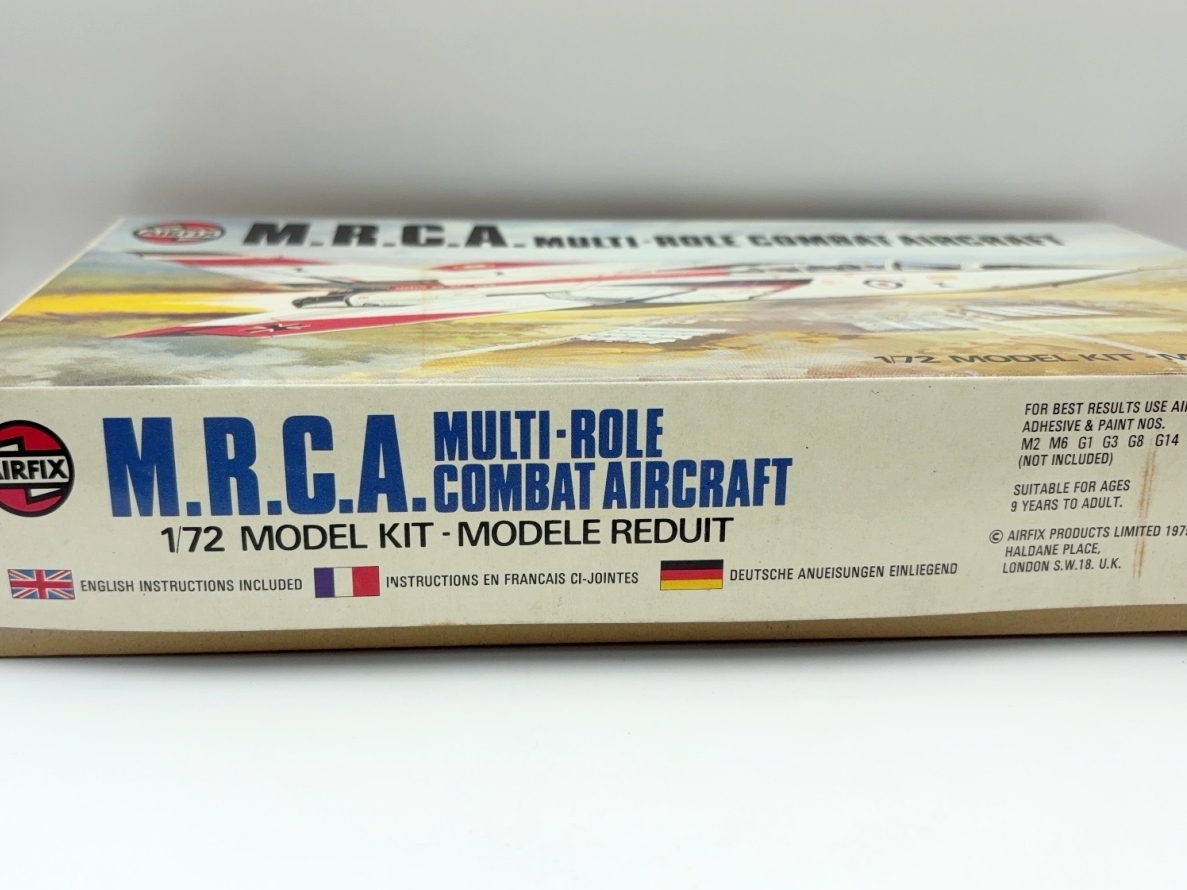 AIRFIX
M.R.C.A. MULTI-ROLE COMBAT AIRCRAFT
1/72 MODEL KIT - M
AIRFIX
M.R.C.A. MULTI-ROLE
COMBAT AIRCRAFT
1/72 MODEL KIT - MODELE REDUIT
ENGLISH INSTRUCTIONS INCLUDED
INSTRUCTIONS EN FRANCAIS CI-JOINTES
DEUTSCHE ANUEISUNGEN EINLIEGEND
FOR BEST RESULTS USE
ADHESIVE & PAINT NOS.
M2 M6 G1 G3 G8 G14
(NOT INCLUDED)
SUITABLE FOR AGES
9 YEARS TO ADULT.
© AIRFIX PRODUCTS LIMITED
HALDANE PLACE,
LONDON S.W.18. U.K.